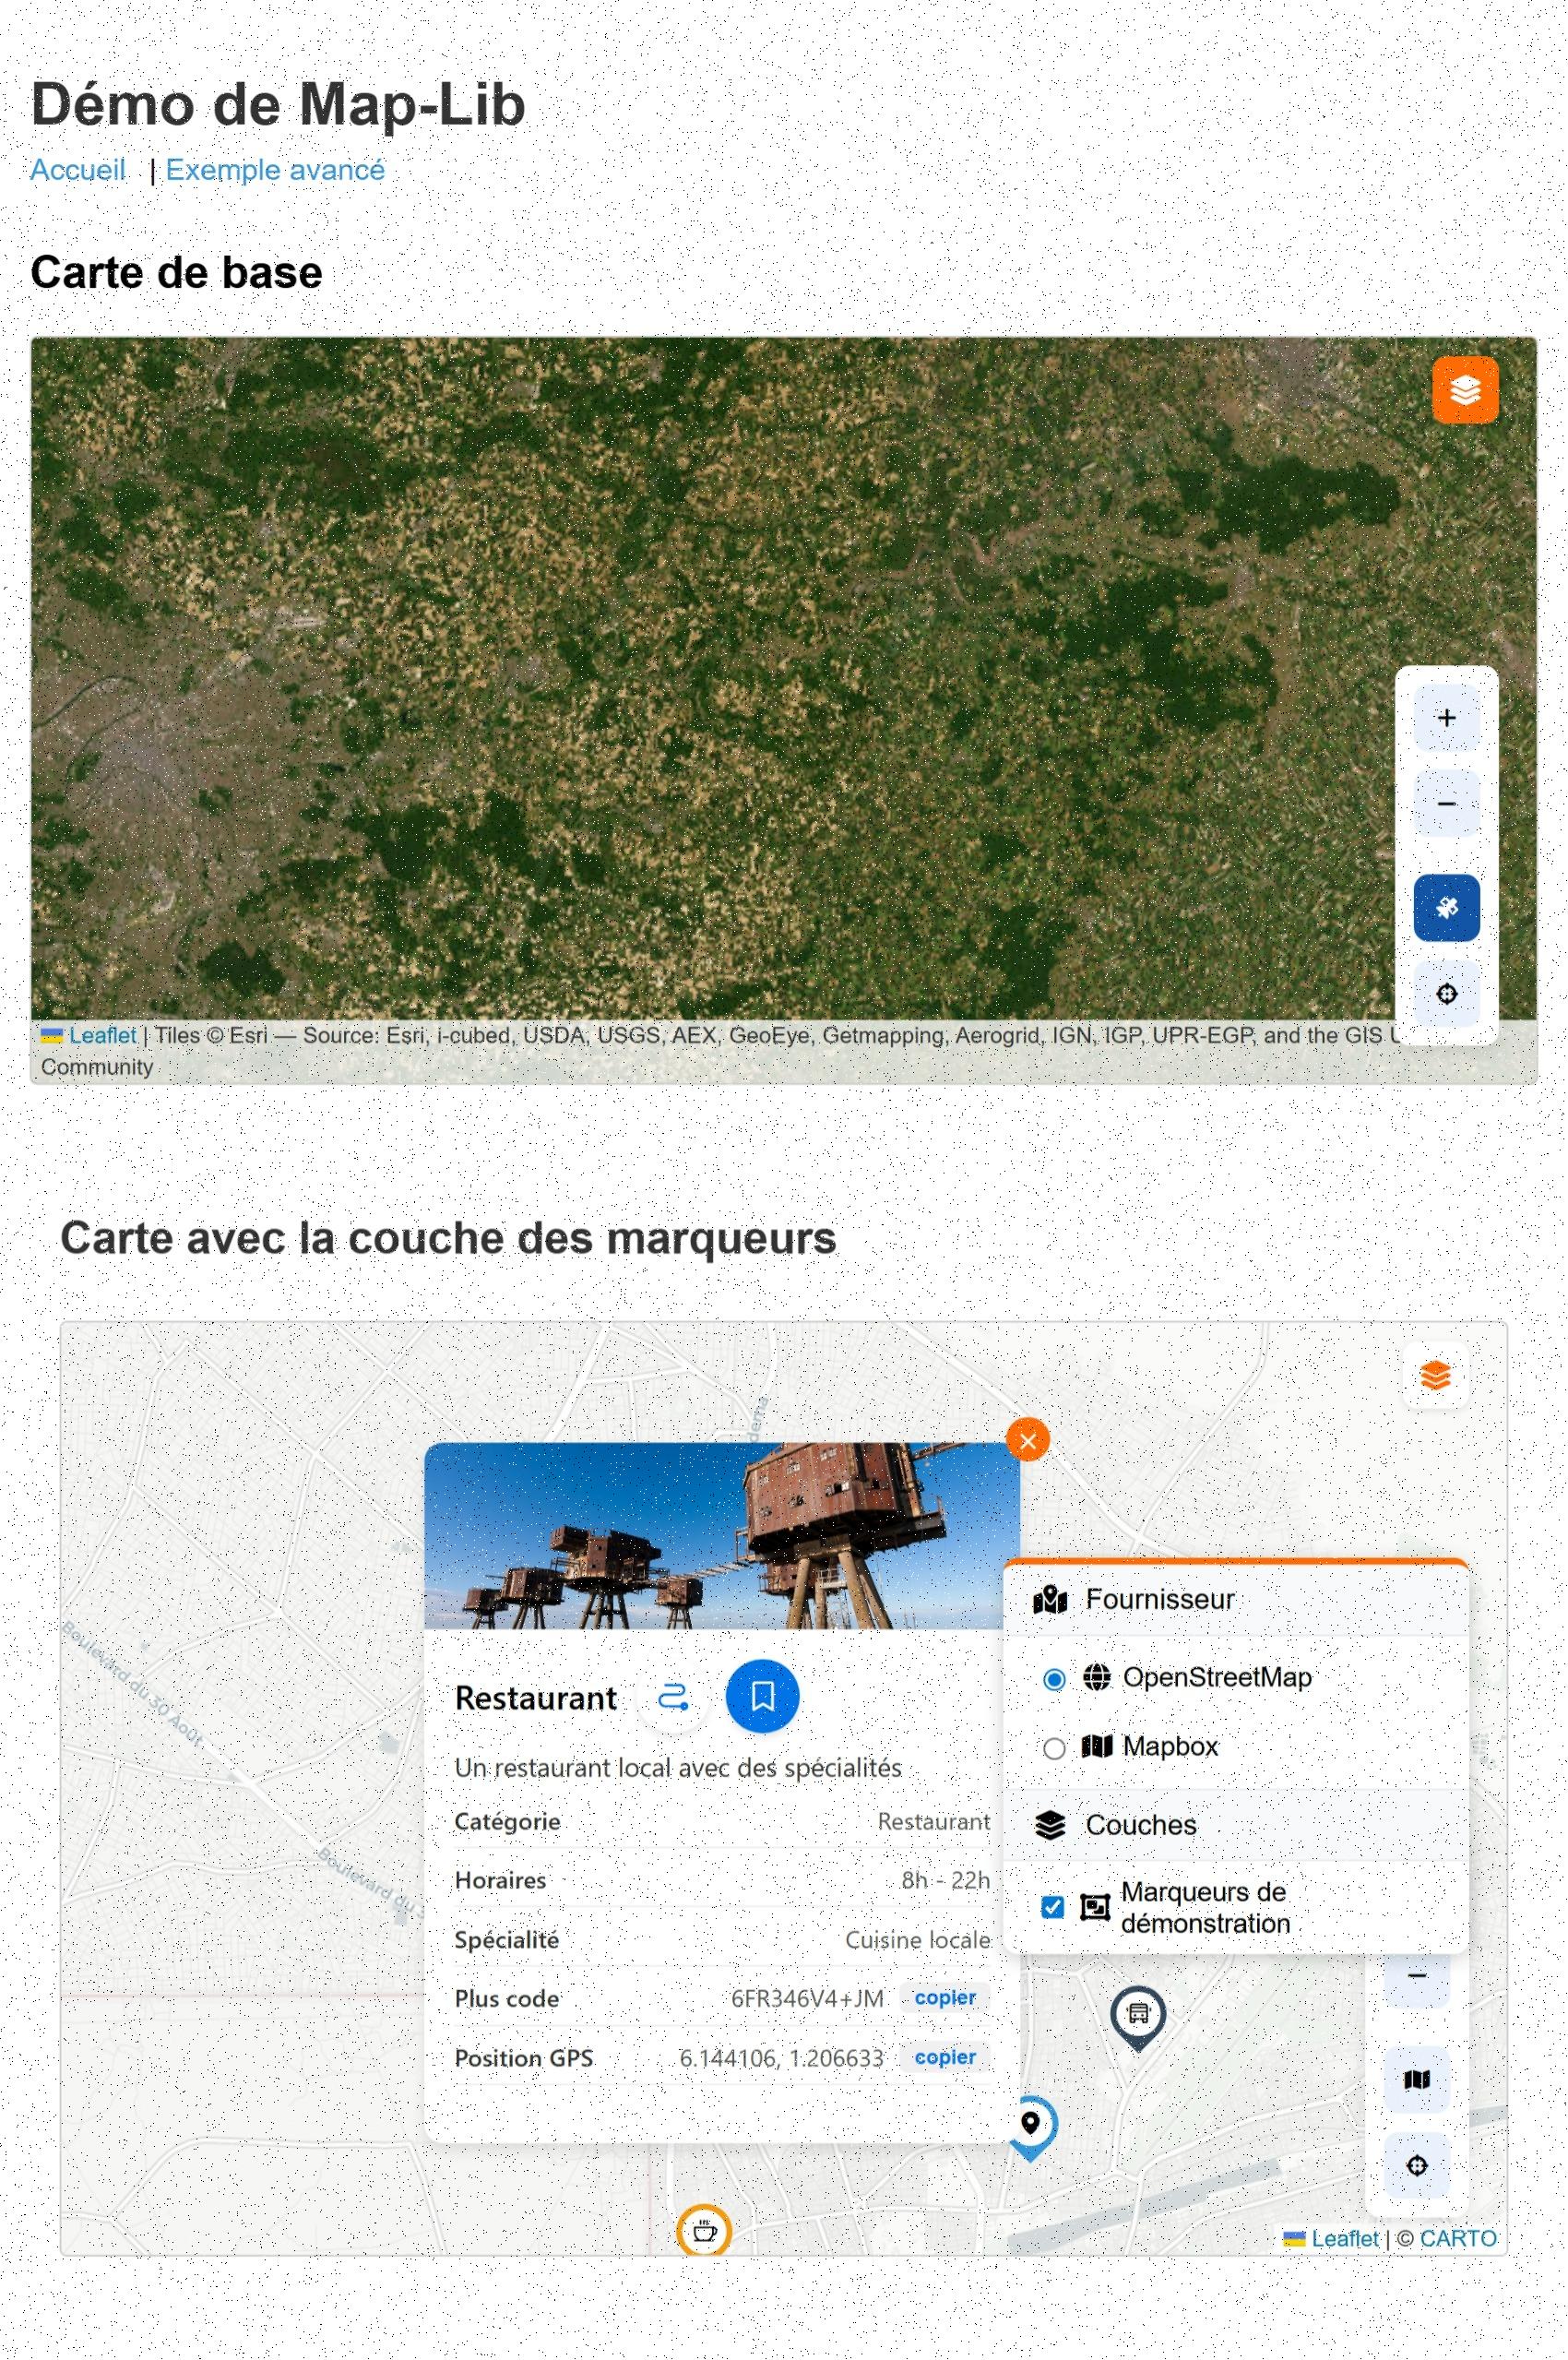 Démo de Map-Lib
Accueil | Exemple avancé
Carte de base
Leaflet | Tiles © Esri — Source: Esri, i-cubed, USDA, USGS, AEX, GeoEye, Getmapping, Aerogrid, IGN, IGP, UPR-EGP, and the GIS U
Community
Carte avec la couche des marqueurs
Boulevard du 30 Août
Boulevard du
Restaurant
Un restaurant local avec des spécialités
Catégorie Restaurant
Horaires 8h - 22h
Spécialité Cuisine locale
Plus code 6FR346V4+JM copier
Position GPS 6.144106, 1.206633 copier
Fournisseur
OpenStreetMap
Mapbox
Couches
Marqueurs de
démonstration
Leaflet | © CARTO